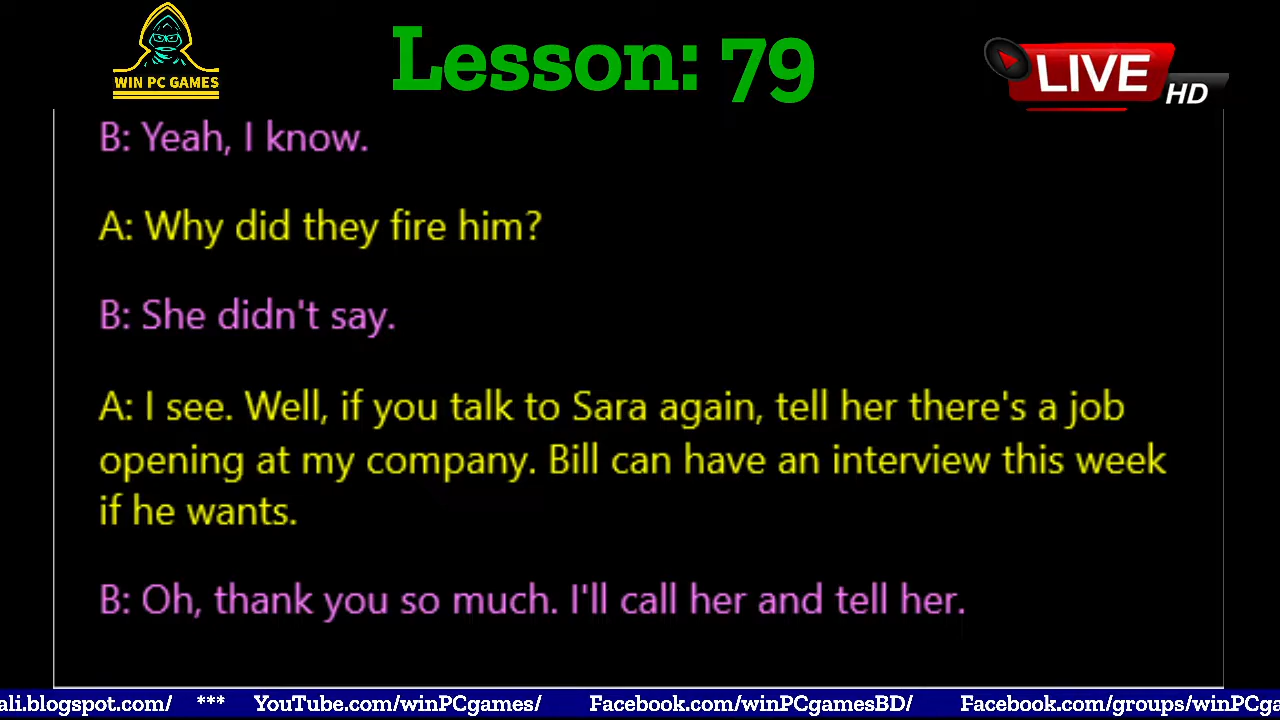 WIN PC GAMES
Lesson: 79
LIVE
HD
B: Yeah, I know.
A: Why did they fire him?
B: She didn't say.
A: I see. Well, if you talk to Sara again, tell her there's a job
opening at my company. Bill can have an interview this week
if he wants.
B: Oh, thank you so much. I'll call her and tell her.
ali.blogspot.com/ *** YouTube.com/winPCgames/ Facebook.com/winPCgamesBD/ Facebook.com/groups/winPCga